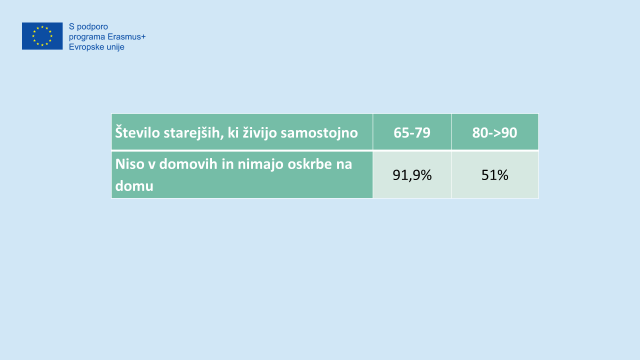 S podporo
programa Erasmus+
Evropske unije
Število starejših, ki živijo samostojno 65-79 80->90
Niso v domovih in nimajo oskrbe na
domu 91,9% 51%